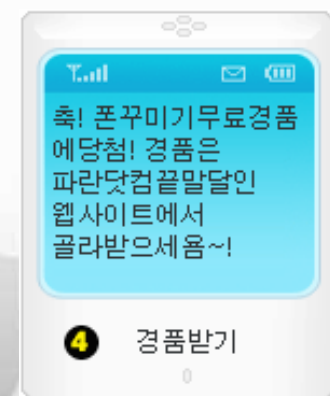 축! 폰꾸미기무료경품
에당첨! 경품은
파란닷컴끝말달인
웹사이트에서
골라받으세욤~!
4 경품받기